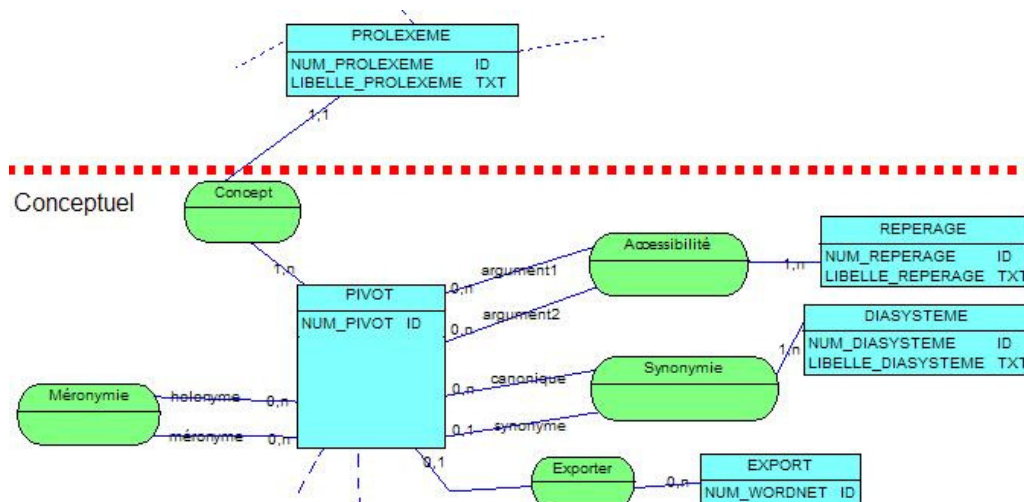 PROLEXEME
NUM_PROLEXEME ID
LIBELLE_PROLEXEME TXT
1,1
Conceptuel
Concept
1,n
PIVOT
NUM_PIVOT ID
argument1
0,n
argument2
0,n
Accessibilité
1,n
REPERAGE
NUM_REPERAGE ID
LIBELLE_REPERAGE TXT
DIASYSTEME
NUM_DIASYSTEME ID
LIBELLE_DIASYSTEME TXT
1,n
canonique
0,n
Synonymie
synonyme
0,1
Méronymie
holonyme
0,n
méronyme
0,n
0,1
Exporter
0,n
EXPORT
NUM_WORDNET ID